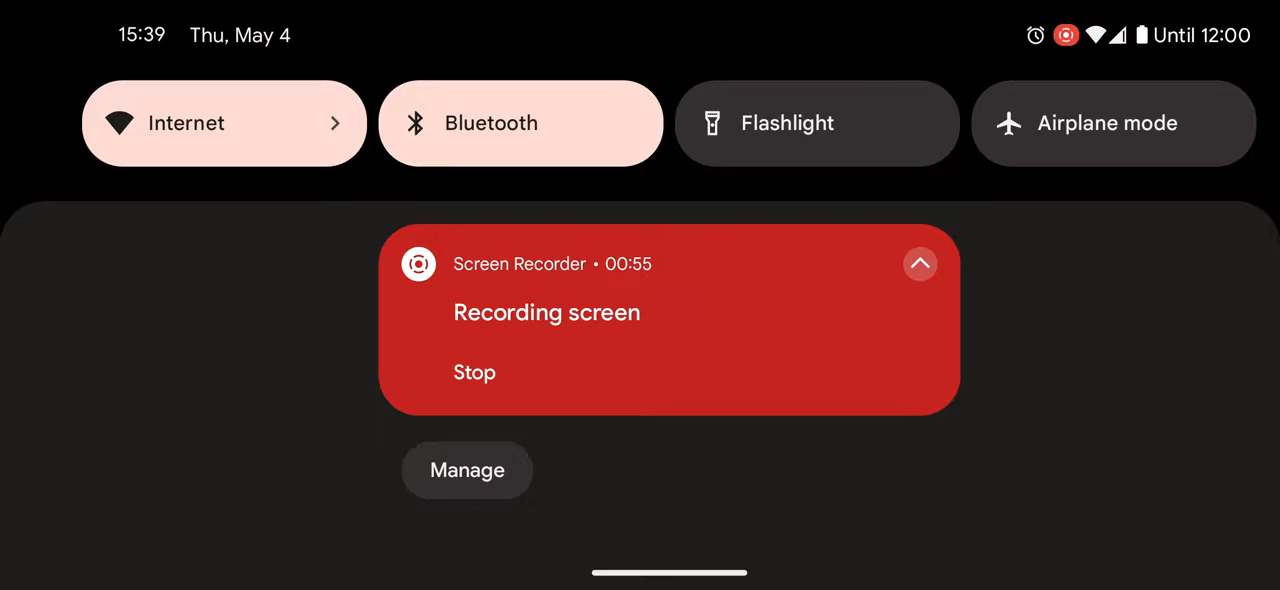 15:39 Thu, May 4 Until 12:00
Internet Bluetooth Flashlight Airplane mode
Screen Recorder • 00:55
Recording screen
Stop
Manage